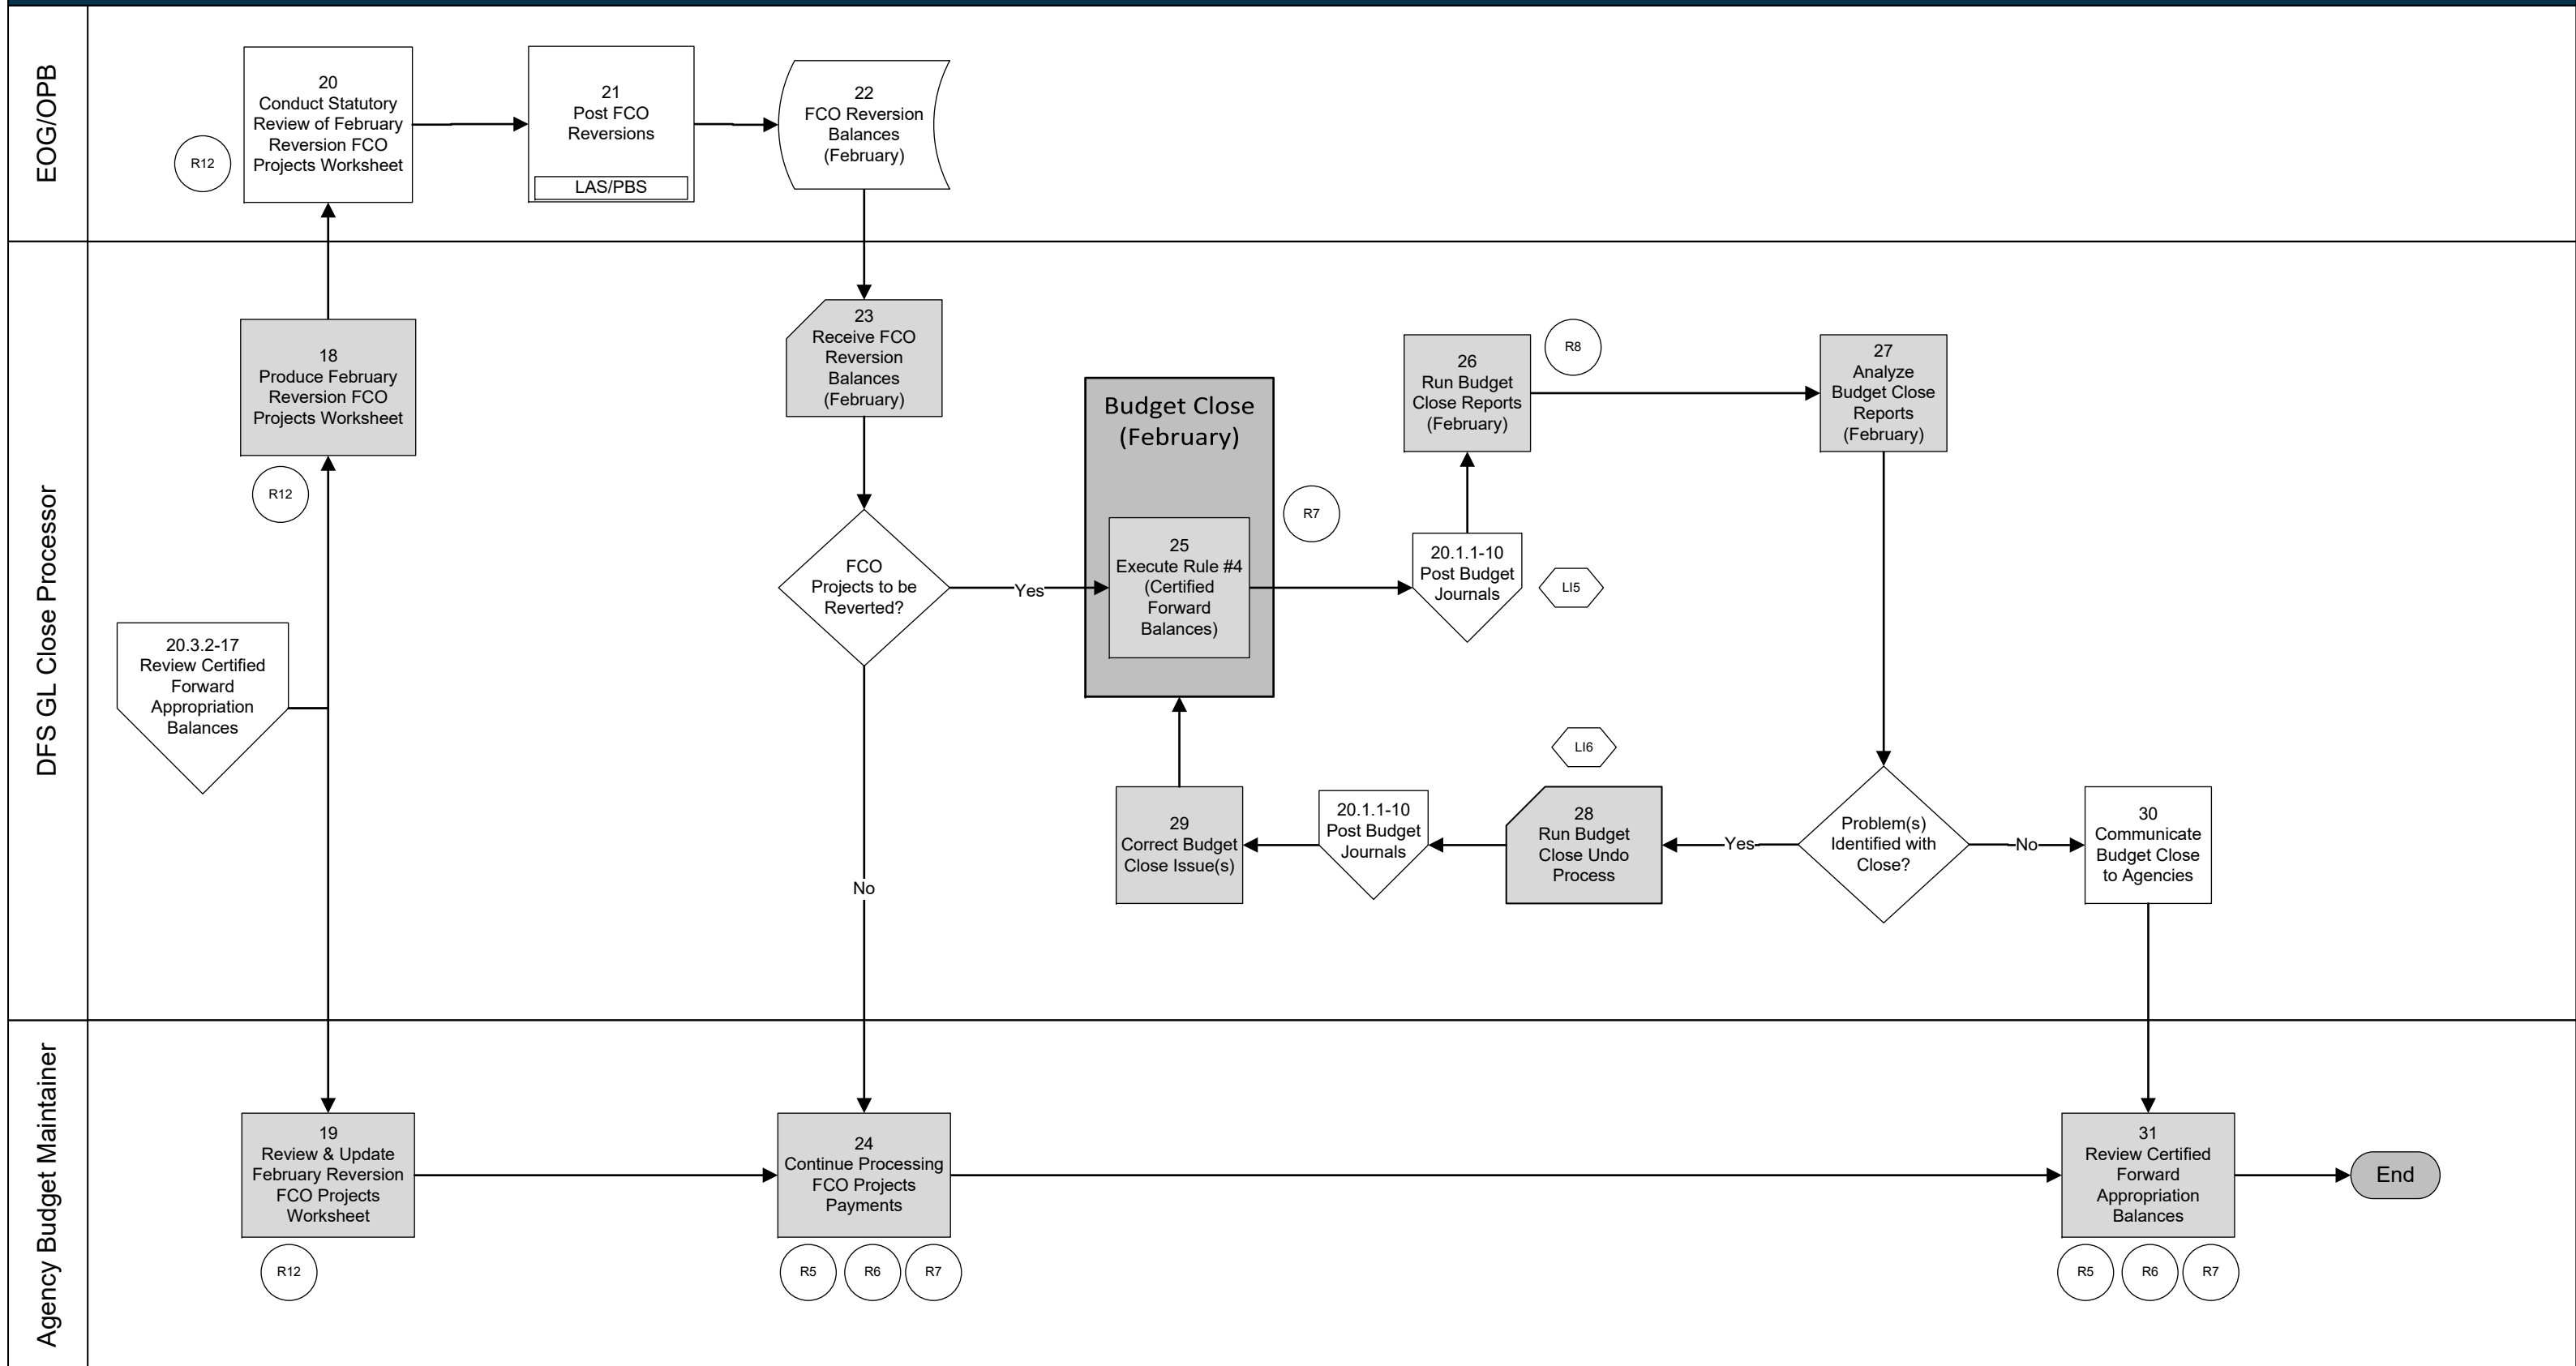 EOG/OPB
20
Conduct Statutory
Review of February
Reversion FCO
Projects Worksheet
R12
21
Post FCO
Reversions
LAS/PBS
22
FCO Reversion
Balances
(February)
DFS GL Close Processor
18
Produce February
Reversion FCO
Projects Worksheet
R12
20.3.2-17
Review Certified
Forward
Appropriation
Balances
23
Receive FCO
Reversion
Balances
(February)
FCO
Projects to be
Reverted?
Yes
No
Budget Close
(February)
25
Execute Rule #4
(Certified
Forward
Balances)
R7
20.1.1-10
Post Budget
Journals
LI5
26
Run Budget
Close Reports
(February)
R8
27
Analyze
Budget Close
Reports
(February)
Problem(s)
Identified with
Close?
Yes
No
LI6
28
Run Budget
Close Undo
Process
20.1.1-10
Post Budget
Journals
29
Correct Budget
Close Issue(s)
30
Communicate
Budget Close
to Agencies
Agency Budget Maintainer
19
Review & Update
February Reversion
FCO Projects
Worksheet
R12
24
Continue Processing
FCO Projects
Payments
R5
R6
R7
31
Review Certified
Forward
Appropriation
Balances
R5
R6
R7
End